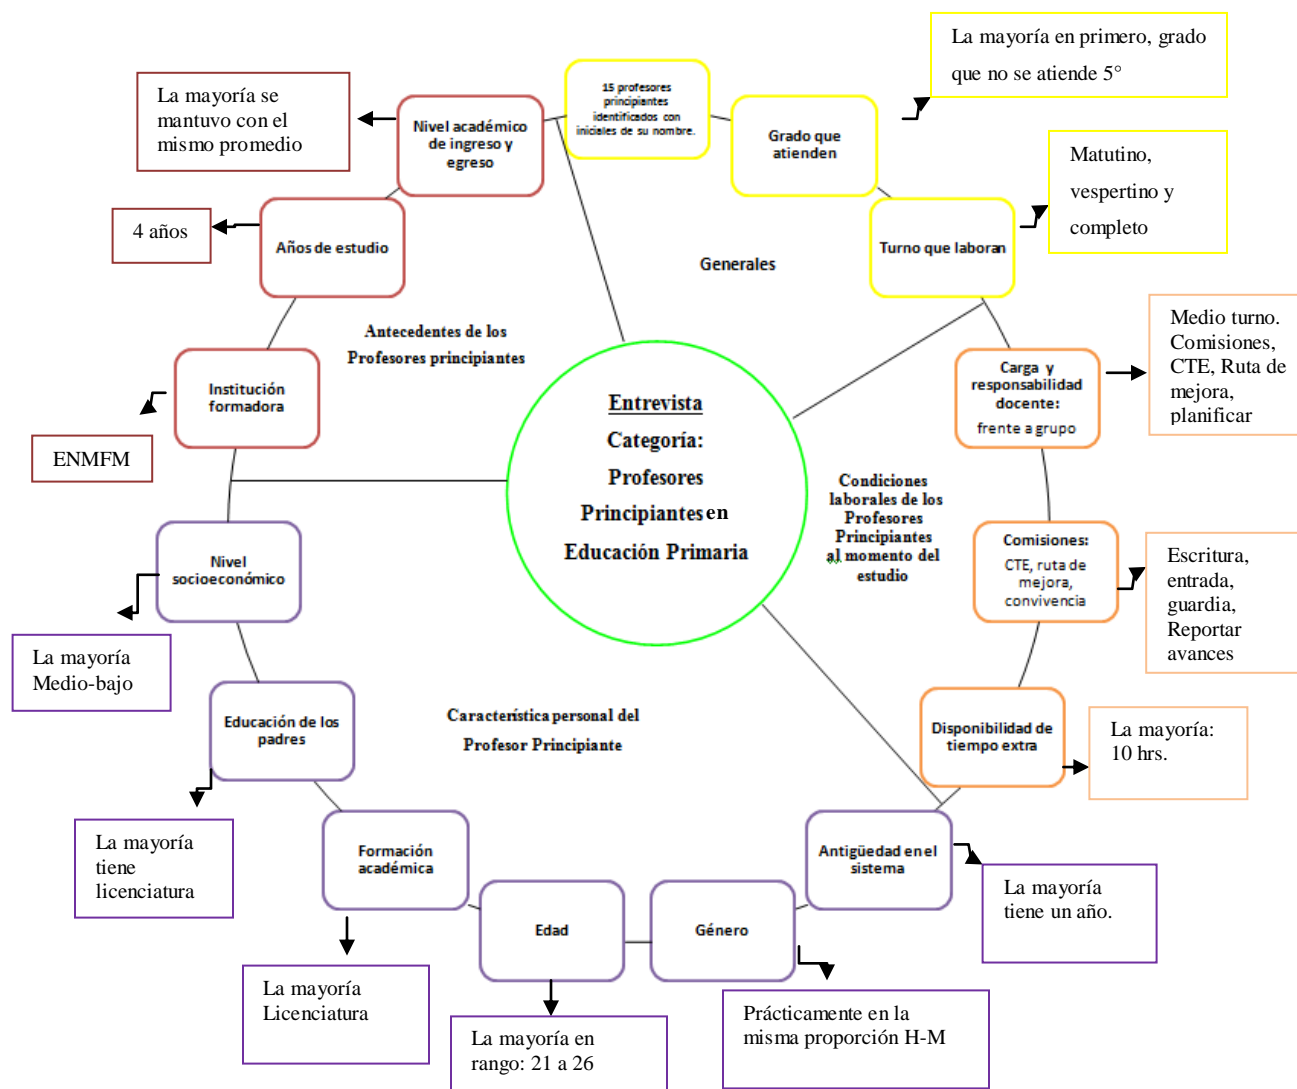 La mayoría en primero, grado
que no se atiende 5°
15 profesores
principiantes
identificados con
iniciales de su nombre.
La mayoría se
mantuvo con el
mismo promedio
Nivel académico
de ingreso y
egreso
Grado que
atienden
Matutino,
vespertino y
completo
4 años
Años de estudio
Turno que laboran
Generales
Antecedentes de los
Profesores principiantes
Medio turno.
Comisiones,
CTE, Ruta de
mejora,
planificar
Carga y
responsabilidad
docente:
frente a grupo
Institución
formadora
ENMFM
Entrevista
Categoría:
Profesores
Principiantes en
Educación Primaria
Condiciones
laborales de los
Profesores
Principiantes
al momento del
estudio
Nivel
socioeconómico
Comisiones:
CTE, ruta de
mejora,
convivencia
Escritura,
entrada,
guardia,
Reportar
avances
La mayoría
Medio-bajo
Educación de los
padres
Característica personal del
Profesor Principiante
Disponibilidad de
tiempo extra
La mayoría:
10 hrs.
La mayoría
tiene
licenciatura
Formación
académica
Antigüedad en el
sistema
La mayoría
tiene un año.
Edad
Género
La mayoría
Licenciatura
La mayoría en
rango: 21 a 26
Prácticamente en la
misma proporción H-M